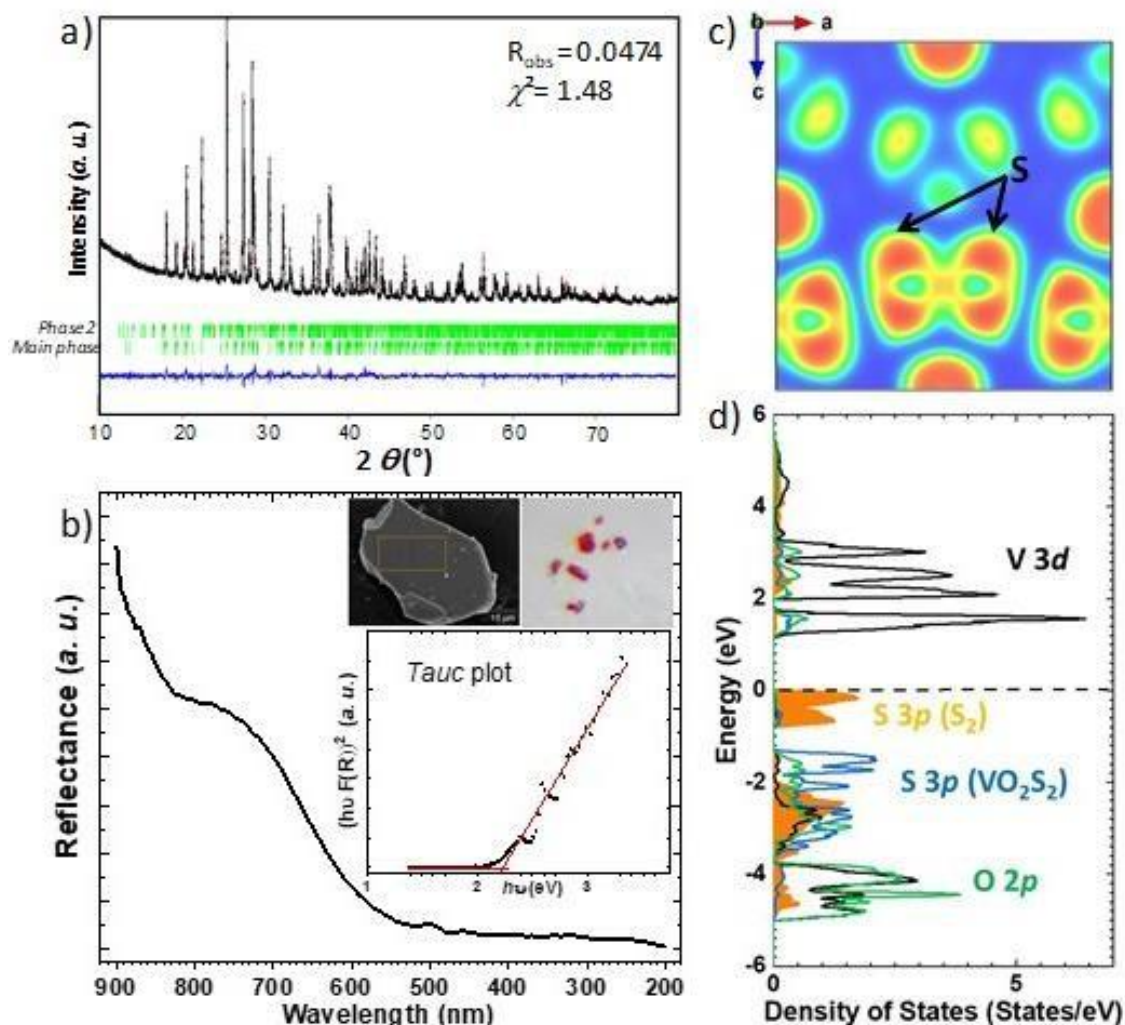 a)
R_obs = 0.0474
χ² = 1.48
Intensity (a. u.)
Phase 2
Main phase
10 20 30 40 50 60 70
2 θ(°)
b)
Reflectance (a. u.)
10 µm
Tauc plot
(hυ F(R))² (a. u.)
1 2 3
hυ(eV)
900 800 700 600 500 400 300 200
Wavelength (nm)
c)
b a
c
S
d)
6
4
2
0
-2
-4
-6
Energy (eV)
V 3d
S 3p (S₂)
S 3p (VO₂S₂)
O 2p
0 5
Density of States (States/eV)